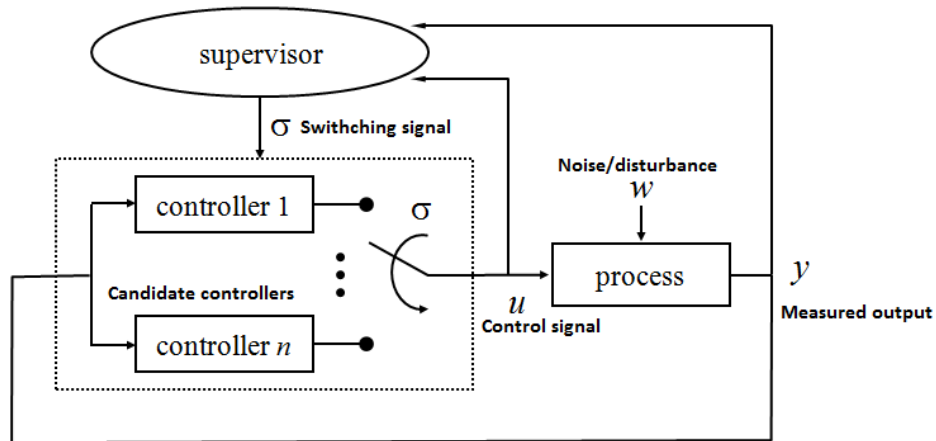 supervisor
σ Swithching signal
Noise/disturbance
w
controller 1
σ
process
y
Candidate controllers
u
Measured output
Control signal
controller n